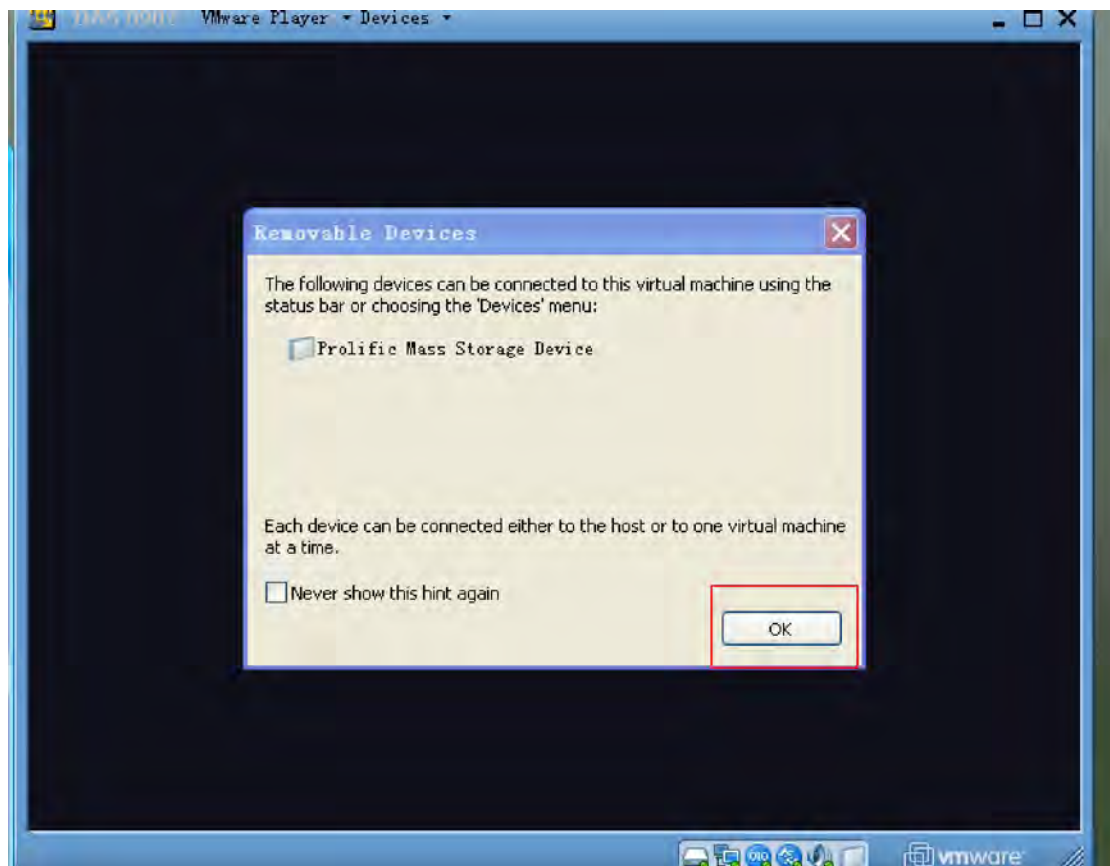 VMware Player Devices
Removable Devices
The following devices can be connected to this virtual machine using the
status bar or choosing the 'Devices' menu:
Prolific Mass Storage Device
Each device can be connected either to the host or to one virtual machine
at a time.
Never show this hint again
OK
vmware